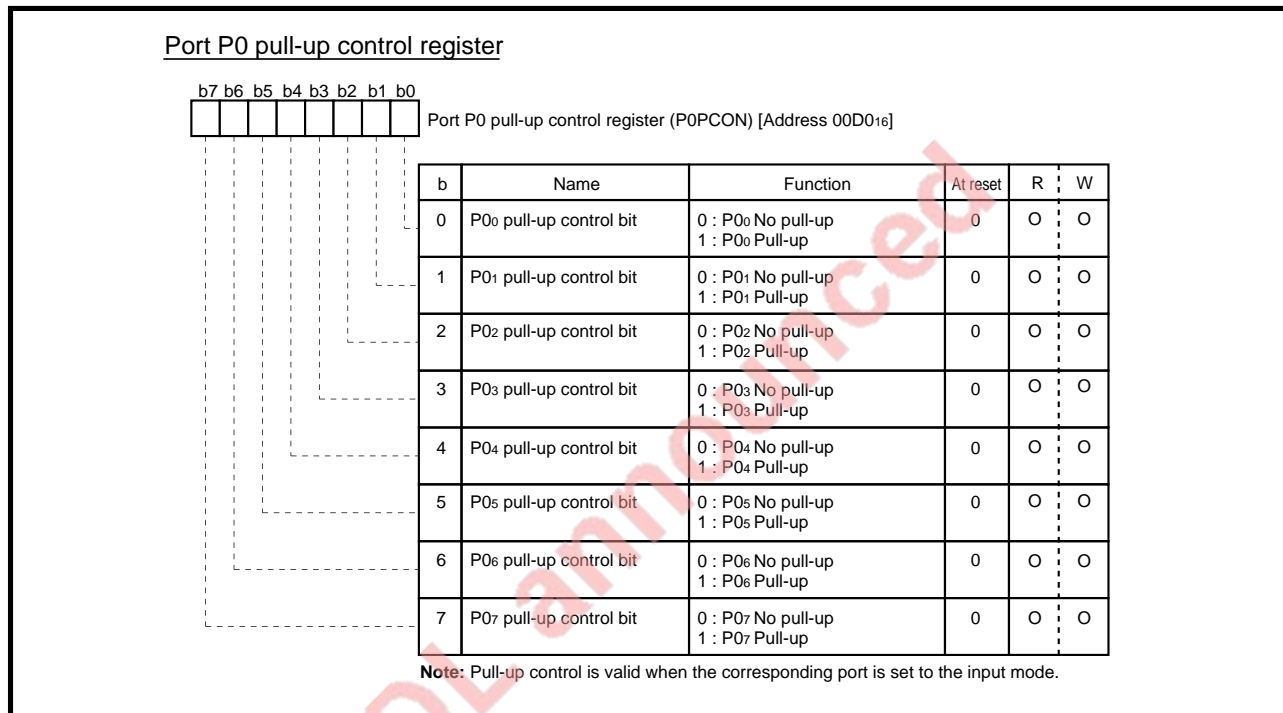 Port P0 pull-up control register
b7 b6 b5 b4 b3 b2 b1 b0
Port P0 pull-up control register (P0PCON) [Address 00D016]
b Name Function At reset R W
0 P00 pull-up control bit 0 : P00 No pull-up 0 O O
1 : P00 Pull-up
1 P01 pull-up control bit 0 : P01 No pull-up 0 O O
1 : P01 Pull-up
2 P02 pull-up control bit 0 : P02 No pull-up 0 O O
1 : P02 Pull-up
3 P03 pull-up control bit 0 : P03 No pull-up 0 O O
1 : P03 Pull-up
4 P04 pull-up control bit 0 : P04 No pull-up 0 O O
1 : P04 Pull-up
5 P05 pull-up control bit 0 : P05 No pull-up 0 O O
1 : P05 Pull-up
6 P06 pull-up control bit 0 : P06 No pull-up 0 O O
1 : P06 Pull-up
7 P07 pull-up control bit 0 : P07 No pull-up 0 O O
1 : P07 Pull-up
Note: Pull-up control is valid when the corresponding port is set to the input mode.
announced